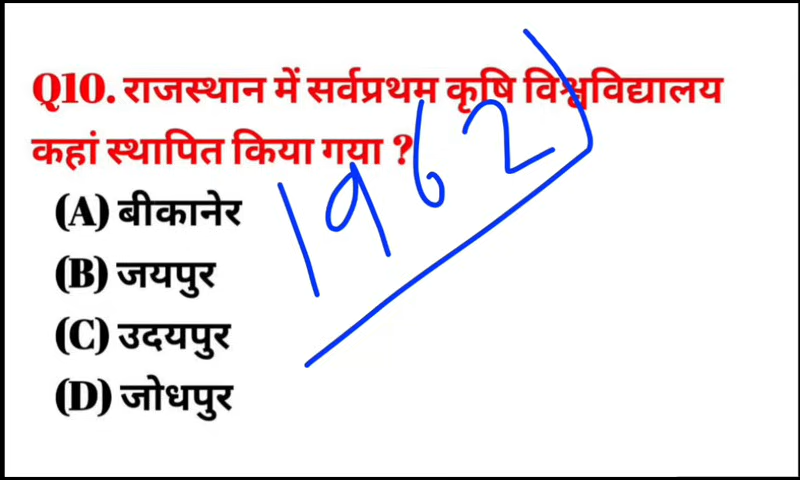 Q10. राजस्थान में सर्वप्रथम कृषि विश्वविद्यालय
कहां स्थापित किया गया ?
1962
(A) बीकानेर
(B) जयपुर
(C) उदयपुर
(D) जोधपुर